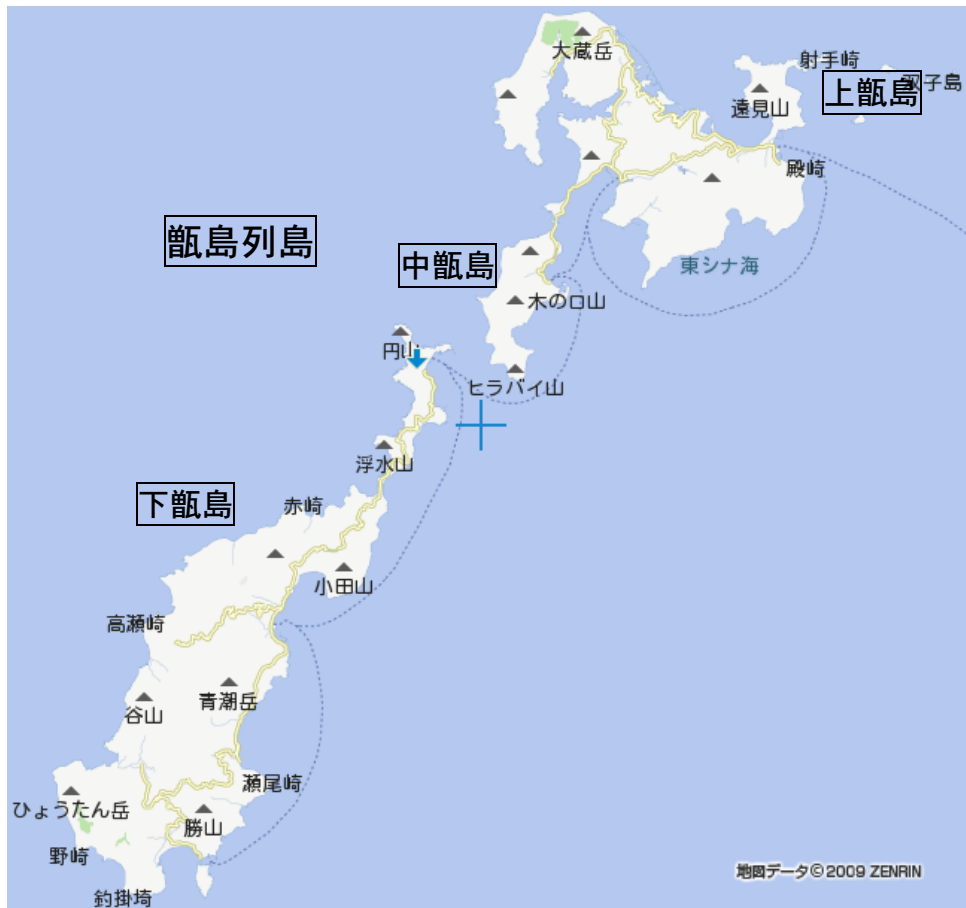 大蔵岳
射手崎
双子島
上甑島
遠見山
殿崎
甑島列島
中甑島
東シナ海
木の口山
円山
ヒラバイ山
浮水山
下甑島
赤崎
小田山
高瀬崎
青潮岳
谷山
瀬尾崎
ひょうたん岳
勝山
野崎
釣掛埼
地図データ©2009 ZENRIN